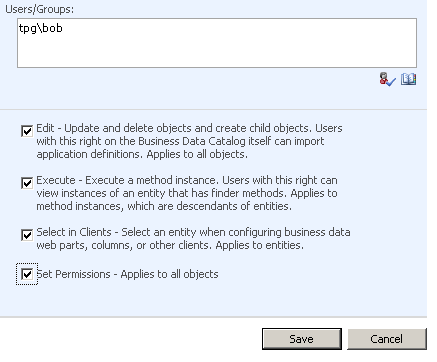 Users/Groups:
tpg\bob
Edit - Update and delete objects and create child objects. Users
with this right on the Business Data Catalog itself can import
application definitions. Applies to all objects.
Execute - Execute a method instance. Users with this right can
view instances of an entity that has finder methods. Applies to
method instances, which are descendants of entities.
Select in Clients - Select an entity when configuring business data
web parts, columns, or other clients. Applies to entities.
Set Permissions - Applies to all objects
Save
Cancel